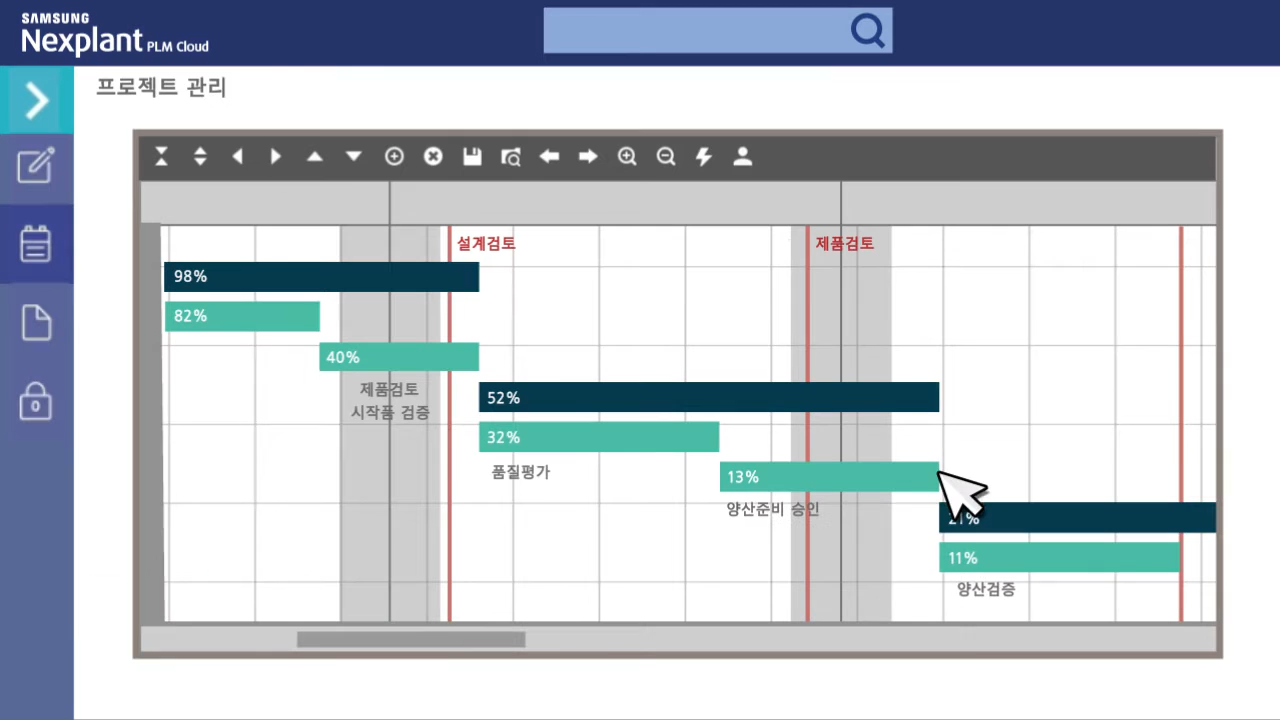 SAMSUNG
Nexplant PLM Cloud
프로젝트 관리
설계검토
제품검토
98%
82%
40%
제품검토
시작품 검증
52%
32%
품질평가
13%
양산준비 승인
21%
11%
양산검증